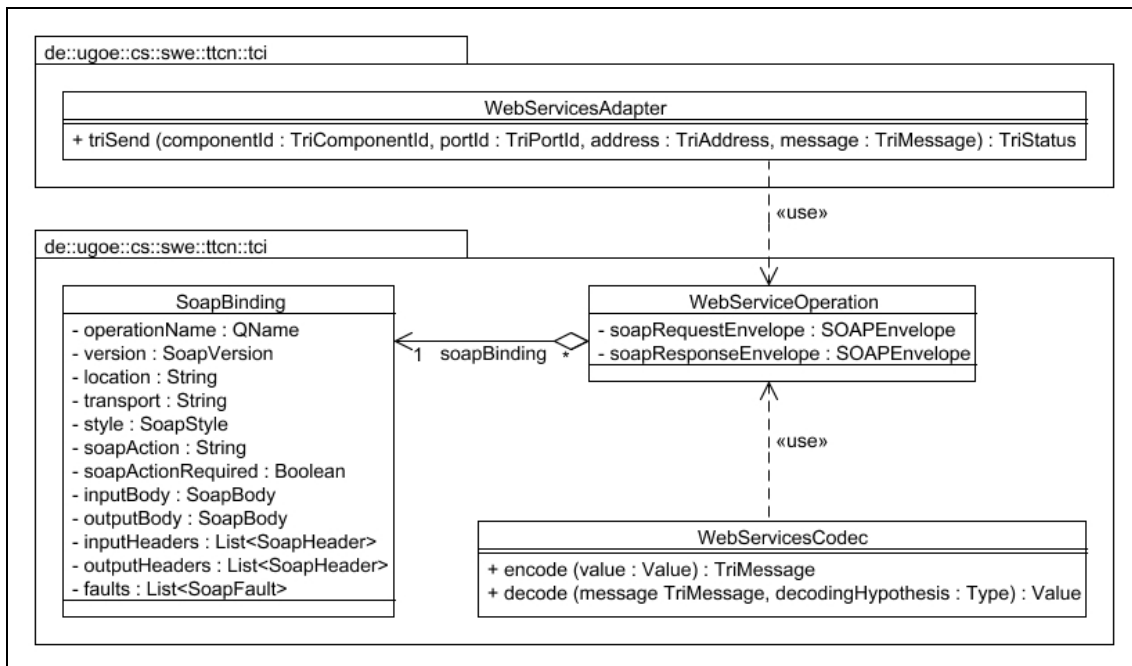 de::ugoe::cs::swe::ttcn::tci
WebServicesAdapter
+ triSend (componentId : TriComponentId, portId : TriPortId, address : TriAddress, message : TriMessage) : TriStatus
«use»
de::ugoe::cs::swe::ttcn::tci
SoapBinding
- operationName : QName
- version : SoapVersion
- location : String
- transport : String
- style : SoapStyle
- soapAction : String
- soapActionRequired : Boolean
- inputBody : SoapBody
- outputBody : SoapBody
- inputHeaders : List<SoapHeader>
- outputHeaders : List<SoapHeader>
- faults : List<SoapFault>
1 soapBinding *
WebServiceOperation
- soapRequestEnvelope : SOAPEnvelope
- soapResponseEnvelope : SOAPEnvelope
«use»
WebServicesCodec
+ encode (value : Value) : TriMessage
+ decode (message TriMessage, decodingHypothesis : Type) : Value